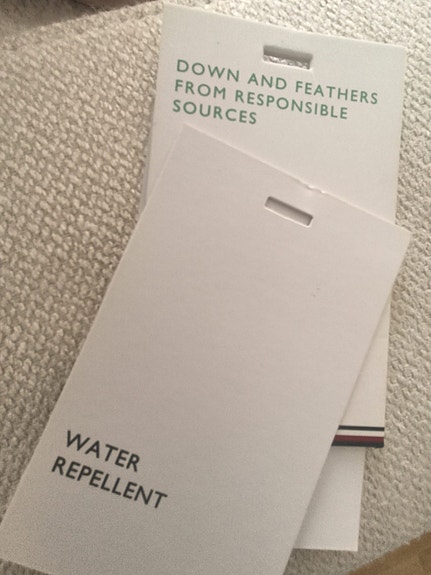 DOWN AND FEATHERS
FROM RESPONSIBLE
SOURCES
WATER
REPELLENT